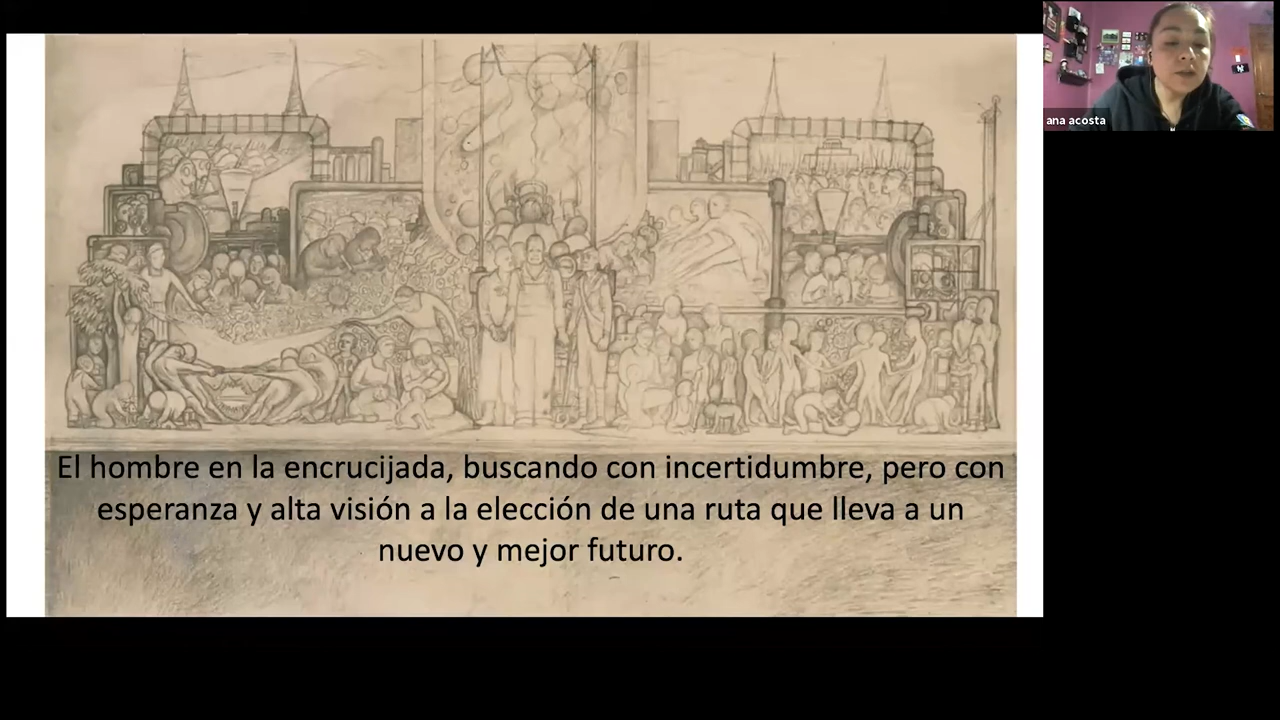 ana acosta
El hombre en la encrucijada, buscando con incertidumbre, pero con
esperanza y alta visión a la elección de una ruta que lleva a un
nuevo y mejor futuro.